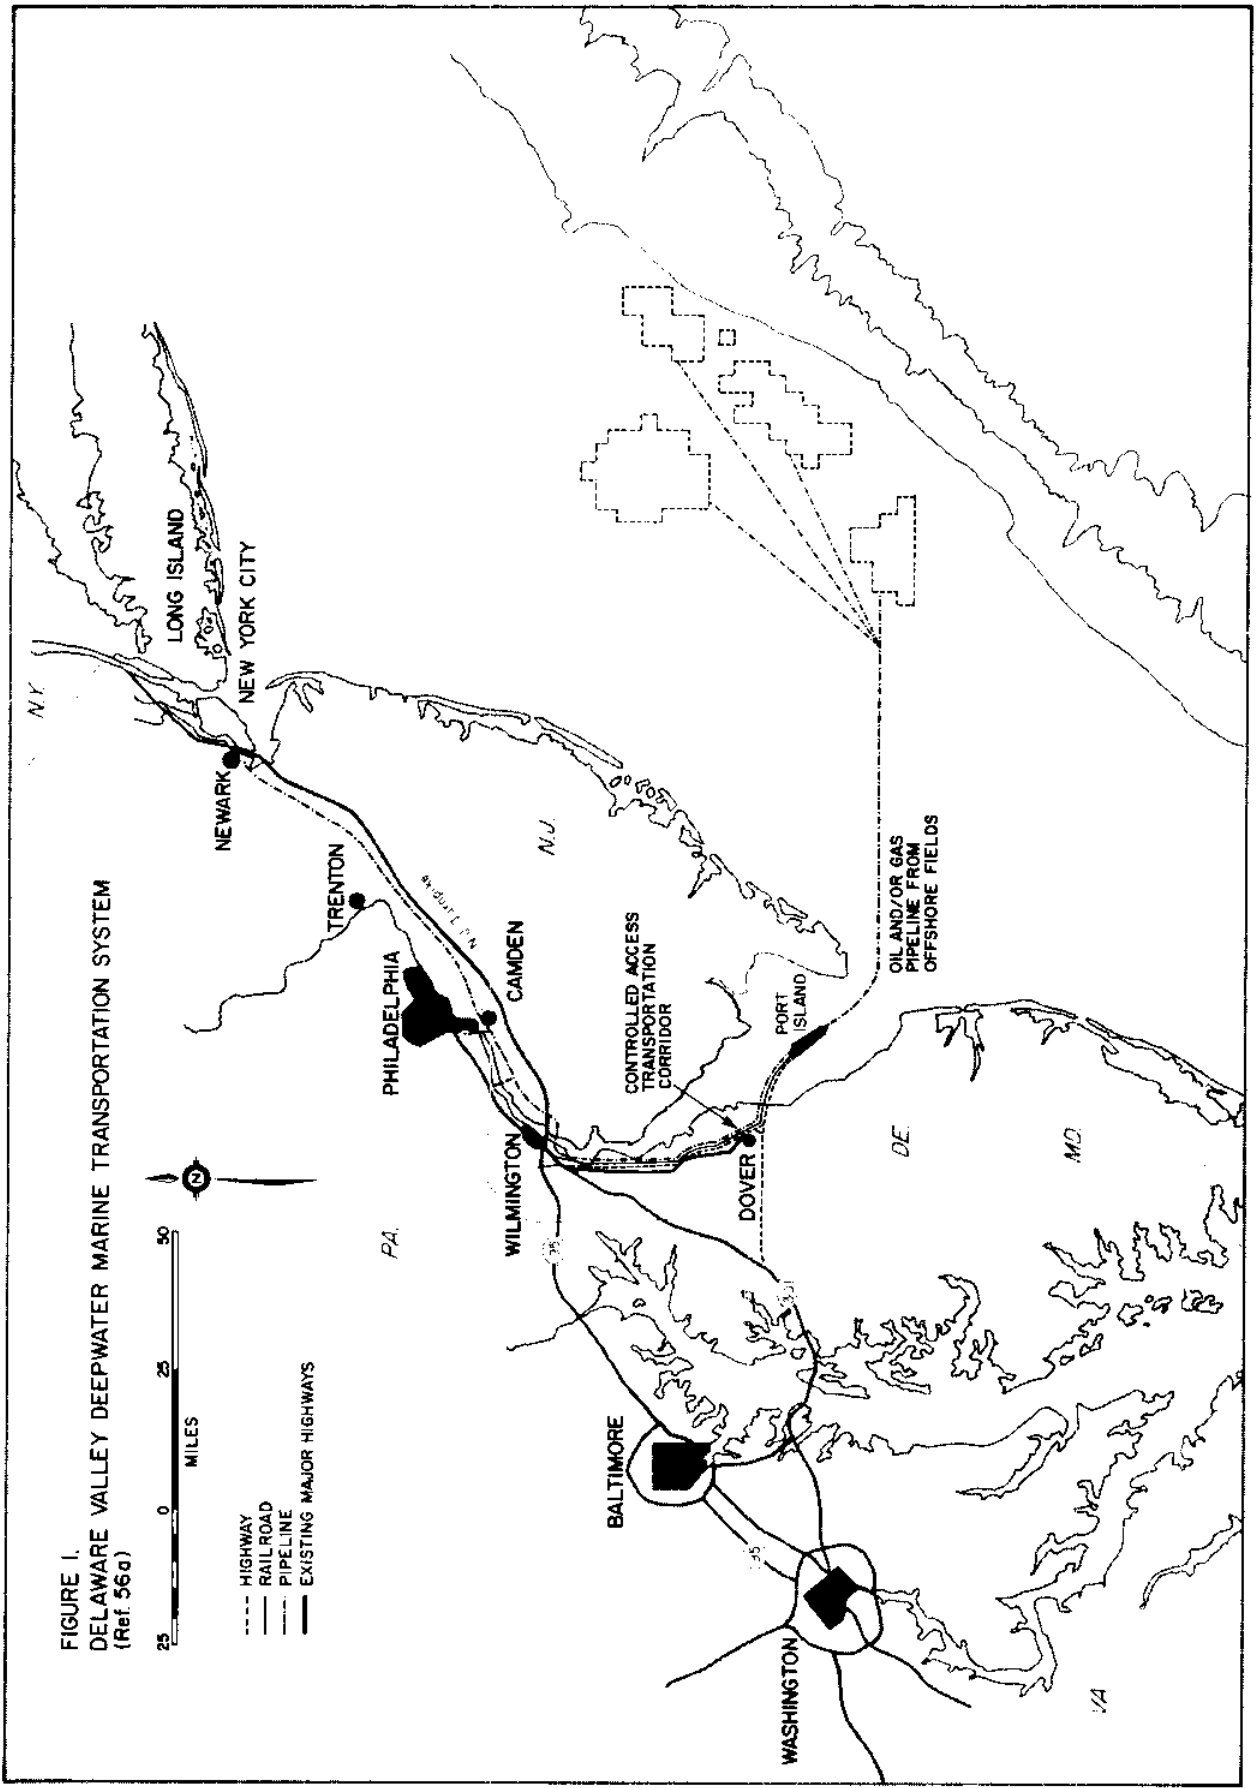 FIGURE 1.
DELAWARE VALLEY DEEPWATER MARINE TRANSPORTATION SYSTEM
(Ref. 56a)
25 0 25 50
MILES
HIGHWAY
RAILROAD
PIPELINE
EXISTING MAJOR HIGHWAYS
N
N.Y.
LONG ISLAND
NEW YORK CITY
NEWARK
TRENTON
N.J. Turnpike
N.J.
PHILADELPHIA
CAMDEN
PA.
WILMINGTON
95
CONTROLLED ACCESS
TRANSPORTATION
CORRIDOR
PORT
ISLAND
OIL AND/OR GAS
PIPELINE FROM
OFFSHORE FIELDS
DOVER
DE.
MD.
301
BALTIMORE
95
WASHINGTON
VA